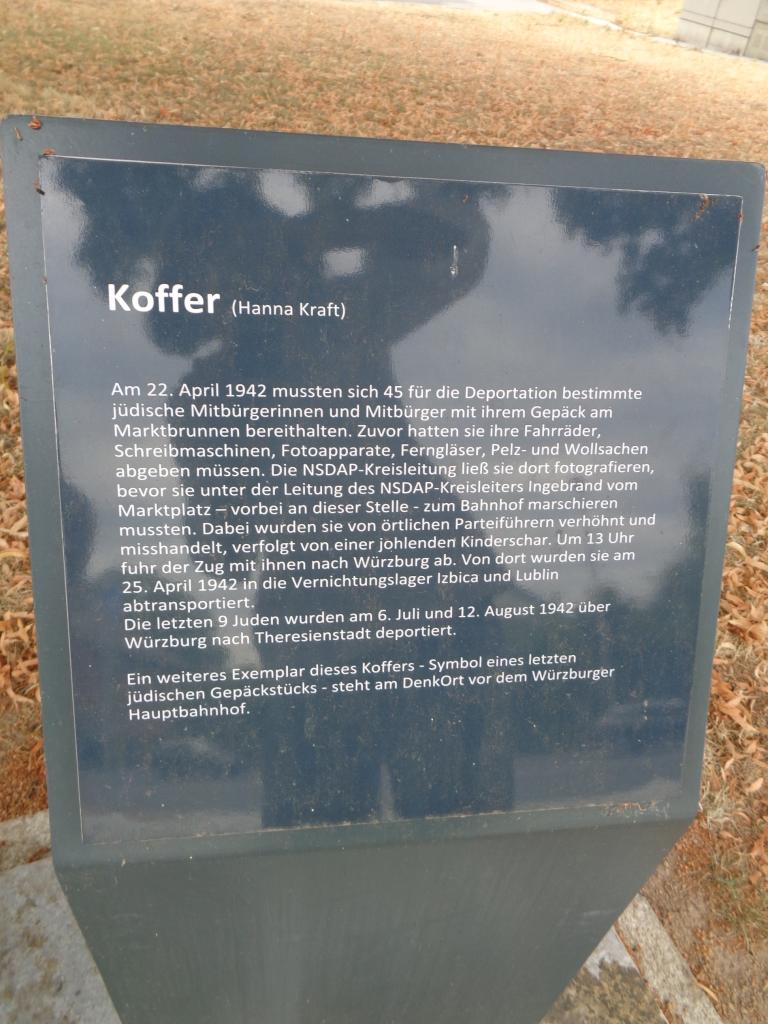 Koffer (Hanna Kraft)
Am 22. April 1942 mussten sich 45 für die Deportation bestimmte
jüdische Mitbürgerinnen und Mitbürger mit ihrem Gepäck am
Marktbrunnen bereithalten. Zuvor hatten sie ihre Fahrräder,
Schreibmaschinen, Fotoapparate, Ferngläser, Pelz- und Wollsachen
abgeben müssen. Die NSDAP-Kreisleitung ließ sie dort fotografieren,
bevor sie unter der Leitung des NSDAP-Kreisleiters Ingebrand vom
Marktplatz – vorbei an dieser Stelle - zum Bahnhof marschieren
mussten. Dabei wurden sie von örtlichen Parteiführern verhöhnt und
misshandelt, verfolgt von einer johlenden Kinderschar. Um 13 Uhr
fuhr der Zug mit ihnen nach Würzburg ab. Von dort wurden sie am
25. April 1942 in die Vernichtungslager Izbica und Lublin
abtransportiert.
Die letzten 9 Juden wurden am 6. Juli und 12. August 1942 über
Würzburg nach Theresienstadt deportiert.
Ein weiteres Exemplar dieses Koffers - Symbol eines letzten
jüdischen Gepäckstücks - steht am DenkOrt vor dem Würzburger
Hauptbahnhof.